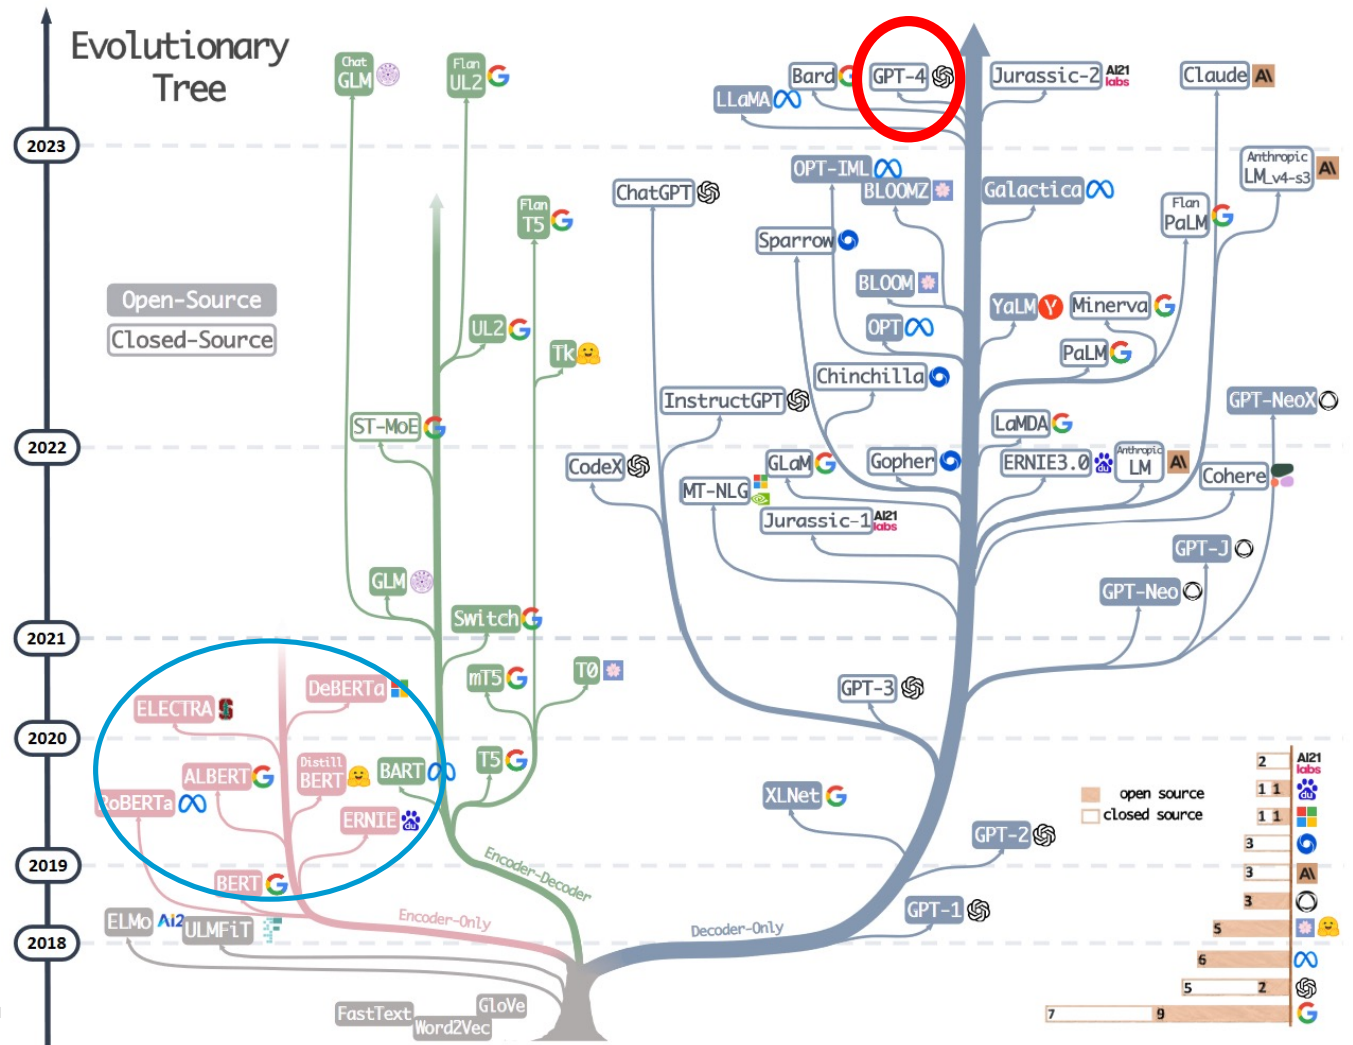 Evolutionary
Tree
2023
2022
2021
2020
2019
2018
Open-Source
Closed-Source
Chat
GLM
Flan
UL2
Bard
GPT-4
Jurassic-2
AI21
labs
Claude
A\
LLaMA
Anthropic
LM_v4-s3
A\
OPT-IML
BLOOMZ
ChatGPT
Galactica
Flan
PaLM
Flan
T5
Sparrow
BLOOM
YaLM
Y
Minerva
UL2
OPT
Tk
PaLM
Chinchilla
InstructGPT
GPT-NeoX
ST-MoE
LaMDA
CodeX
GLaM
Gopher
ERNIE3.0
du
Anthropic
LM
A\
Cohere
MT-NLG
Jurassic-1
AI21
labs
GPT-J
GLM
GPT-Neo
Switch
mT5
T0
DeBERTa
GPT-3
ELECTRA
S
T5
ALBERT
Distill
BERT
BART
RoBERTa
XLNet
ERNIE
du
GPT-2
BERT
Encoder-Decoder
GPT-1
ELMo
Ai2
ULMFiT
Encoder-Only
Decoder-Only
FastText
Word2Vec
GloVe
open source
closed source
2
AI21
labs
1 1
du
1 1
3
3
A\
3
5
6
5 2
7 9